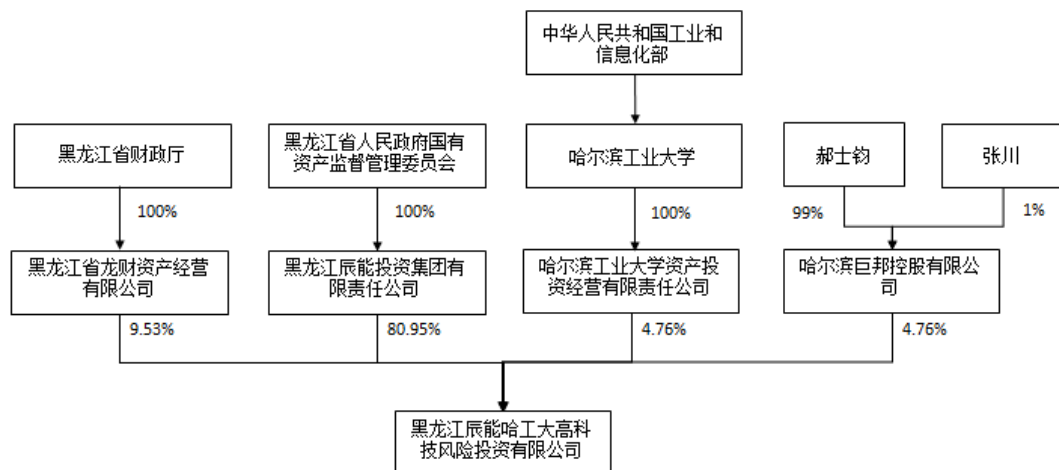 中华人民共和国工业和
信息化部
黑龙江省财政厅
黑龙江省人民政府国有
资产监督管理委员会
哈尔滨工业大学
郝士钧
张川
100%
100%
100%
99%
1%
黑龙江省龙财资产经营
有限公司
黑龙江辰能投资集团有
限责任公司
哈尔滨工业大学资产投
资经营有限责任公司
哈尔滨巨邦控股有限公
司
9.53%
80.95%
4.76%
4.76%
黑龙江辰能哈工大高科
技风险投资有限公司